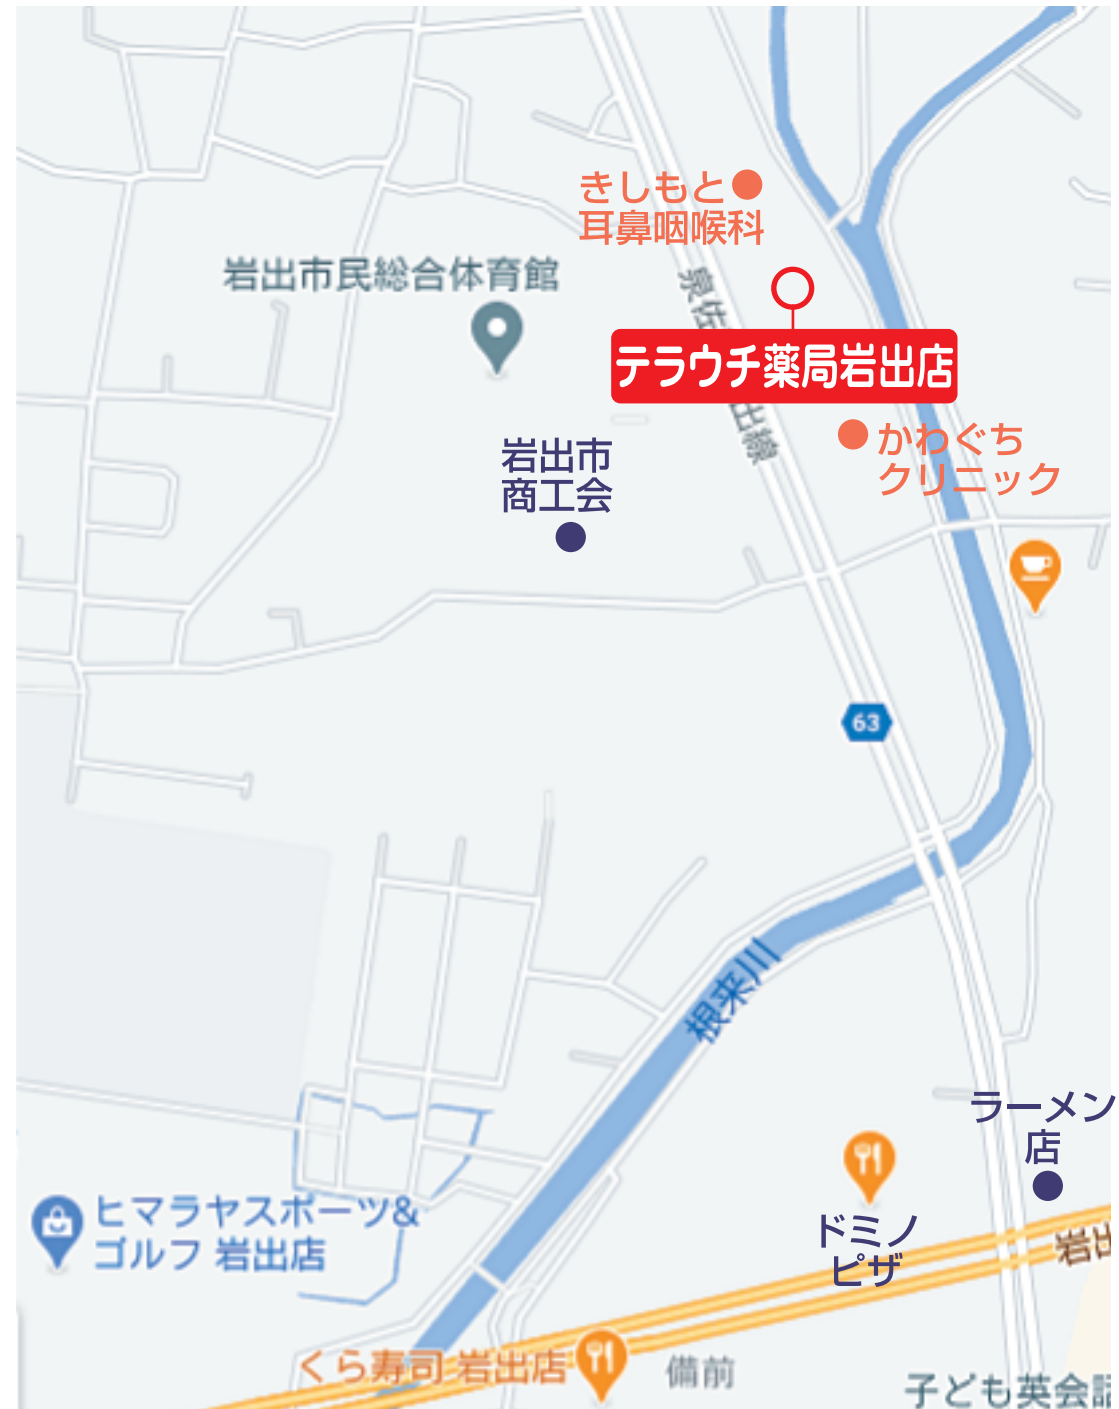 きしもと
耳鼻咽喉科
岩出市民総合体育館
泉佐
テラウチ薬局岩出店
出線
かわぐち
クリニック
岩出市
商工会
63
根来川
ラーメン
店
ヒマラヤスポーツ&
ゴルフ 岩出店
ドミノ
ピザ
岩出
くら寿司 岩出店
備前
子ども英会話